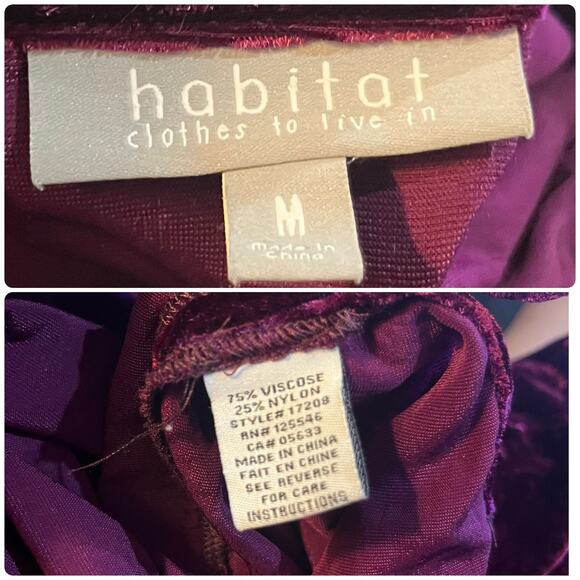 habitat
clothes to live in
M
made in
china
75% VISCOSE
25% NYLON
STYLE# 17208
RN# 125546
CA# 05633
MADE IN CHINA
FAIT EN CHINE
SEE REVERSE
FOR CARE
INSTRUCTIONS